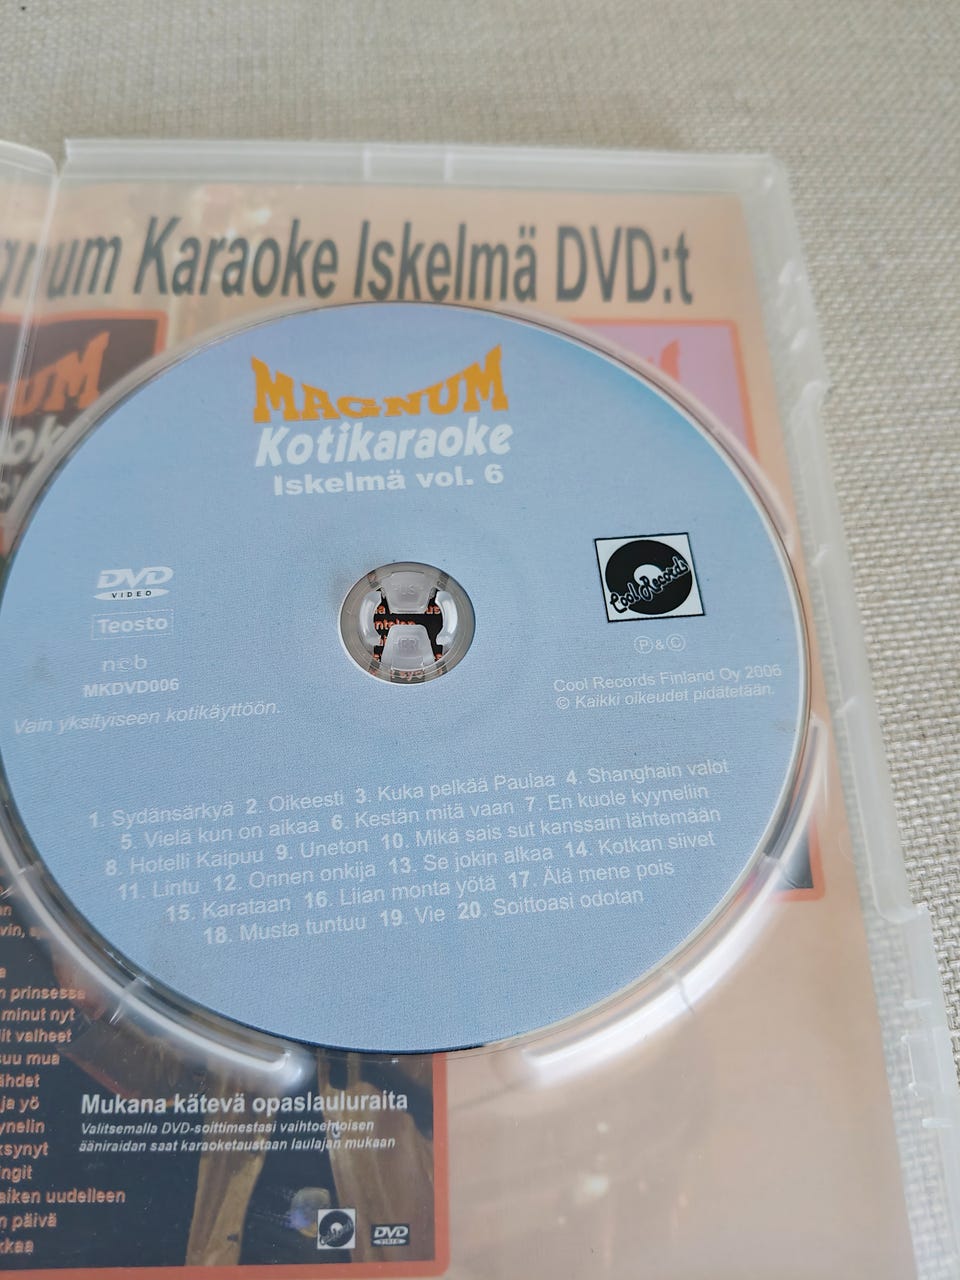 gnum Karaoke Iskelmä DVD:t
MAGNUM
Kotikaraoke
Iskelmä vol. 6
DVD
VIDEO
Teosto
n©b
MKDVD006
Vain yksityiseen kotikäyttöön.
Cool Records
Ⓟ & ©
Cool Records Finland Oy 2006
© Kaikki oikeudet pidätetään.
1. Sydänsärkyä 2. Oikeesti 3. Kuka pelkää Paulaa 4. Shanghain valot
5. Vielä kun on aikaa 6. Kestän mitä vaan 7. En kuole kyyneliin
8. Hotelli Kaipuu 9. Uneton 10. Mikä sais sut kanssain lähtemään
11. Lintu 12. Onnen onkija 13. Se jokin alkaa 14. Kotkan siivet
15. Karataan 16. Liian monta yötä 17. Älä mene pois
18. Musta tuntuu 19. Vie 20. Soittoasi odotan
n prinsessa
minut nyt
it valheet
suu mua
ähdet
ja yö
ynelin
ksynyt
ingit
aiken uudelleen
n päivä
kkaa
Mukana kätevä opaslauluraita
Valitsemalla DVD-soittimestasi vaihtoehtoisen
ääniraidan saat karaoketaustaan laulajan mukaan
DVD
VIDEO